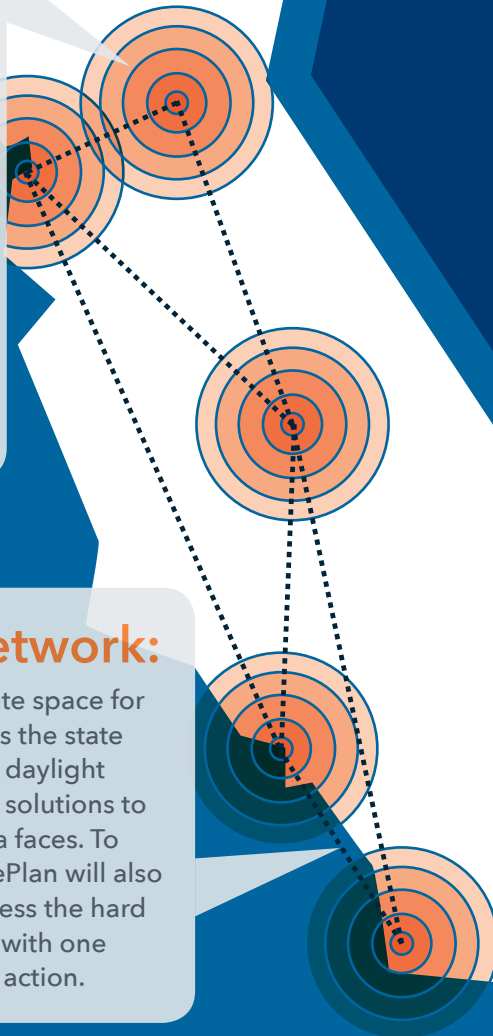 etwork:
te space for
s the state
daylight
solutions to
a faces. To
ePlan will also
ess the hard
with one
action.